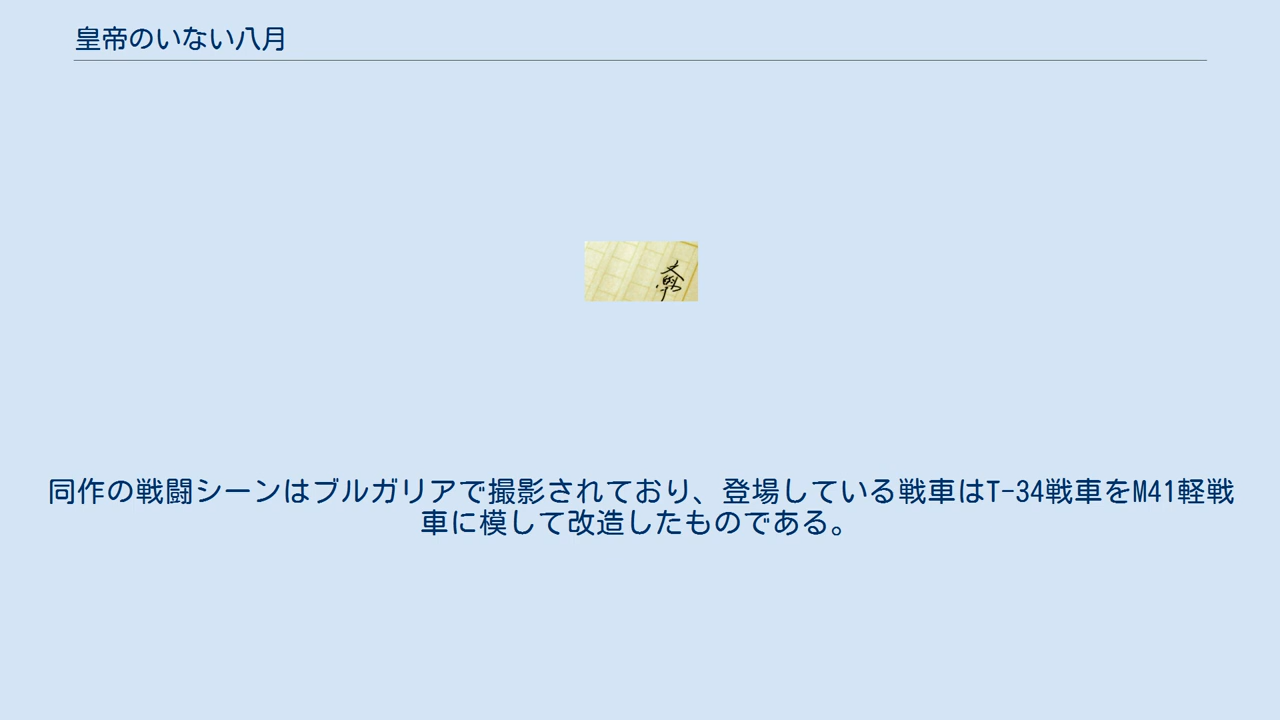 皇帝のいない八月
同作の戦闘シーンはブルガリアで撮影されており、登場している戦車はT-34戦車をM41軽戦
車に模して改造したものである。